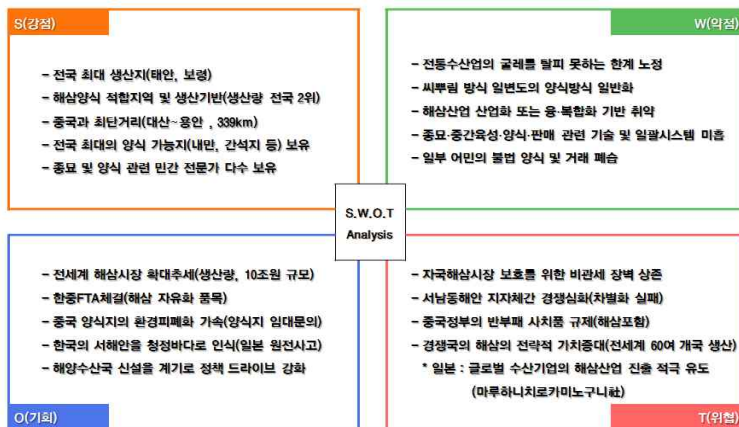 S(강점)
– 전국 최대 생산지(태안, 보령)
– 해삼양식 적합지역 및 생산기반(생산량 전국 2위)
– 중국과 최단거리(대산~용안 , 339km)
– 전국 최대의 양식 가능지(내만, 간석지 등) 보유
– 종묘 및 양식 관련 민간 전문가 다수 보유
W(약점)
– 전통수산업의 굴레를 탈피 못하는 한계 노정
– 씨뿌림 방식 일변도의 양식방식 일반화
– 해삼산업 산업화 또는 융·복합화 기반 취약
– 종묘·중간육성·양식·판매 관련 기술 및 일괄시스템 미흡
– 일부 어민의 불법 양식 및 거래 폐습
S.W.O.T
Analysis
– 전세계 해삼시장 확대추세(생산량, 10조원 규모)
– 한중FTA체결(해삼 자유화 품목)
– 중국 양식지의 환경피폐화 가속(양식지 임대문의)
– 한국의 서해안을 청정바다로 인식(일본 원전사고)
– 해양수산국 신설을 계기로 정책 드라이브 강화
O(기회)
– 자국해삼시장 보호를 위한 비관세 장벽 상존
– 서남동해안 지자체간 경쟁심화(차별화 실패)
– 중국정부의 반부패 사치품 규제(해삼포함)
– 경쟁국의 해삼의 전략적 가치증대(전세계 60여 개국 생산)
* 일본 : 글로벌 수산기업의 해삼산업 진출 적극 유도
(마루하니치로카미노구니社)
T(위협)